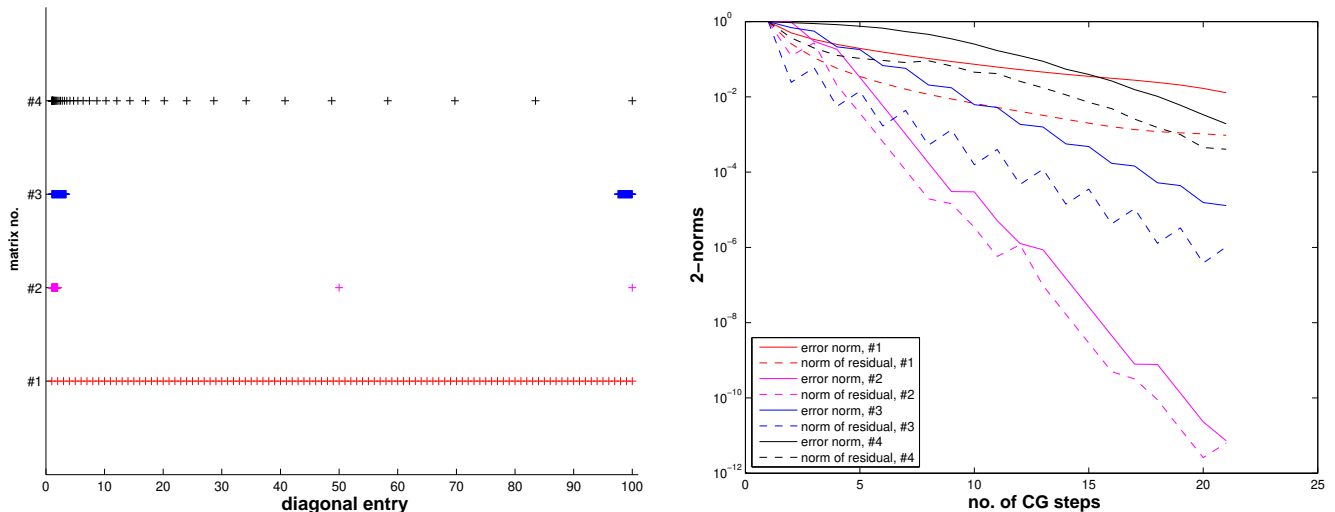 matrix no.
#4
#3
#2
#1
0 10 20 30 40 50 60 70 80 90 100
diagonal entry
2−norms
10^0
10^−2
10^−4
10^−6
10^−8
10^−10
10^−12
error norm, #1
norm of residual, #1
error norm, #2
norm of residual, #2
error norm, #3
norm of residual, #3
error norm, #4
norm of residual, #4
0 5 10 15 20 25
no. of CG steps